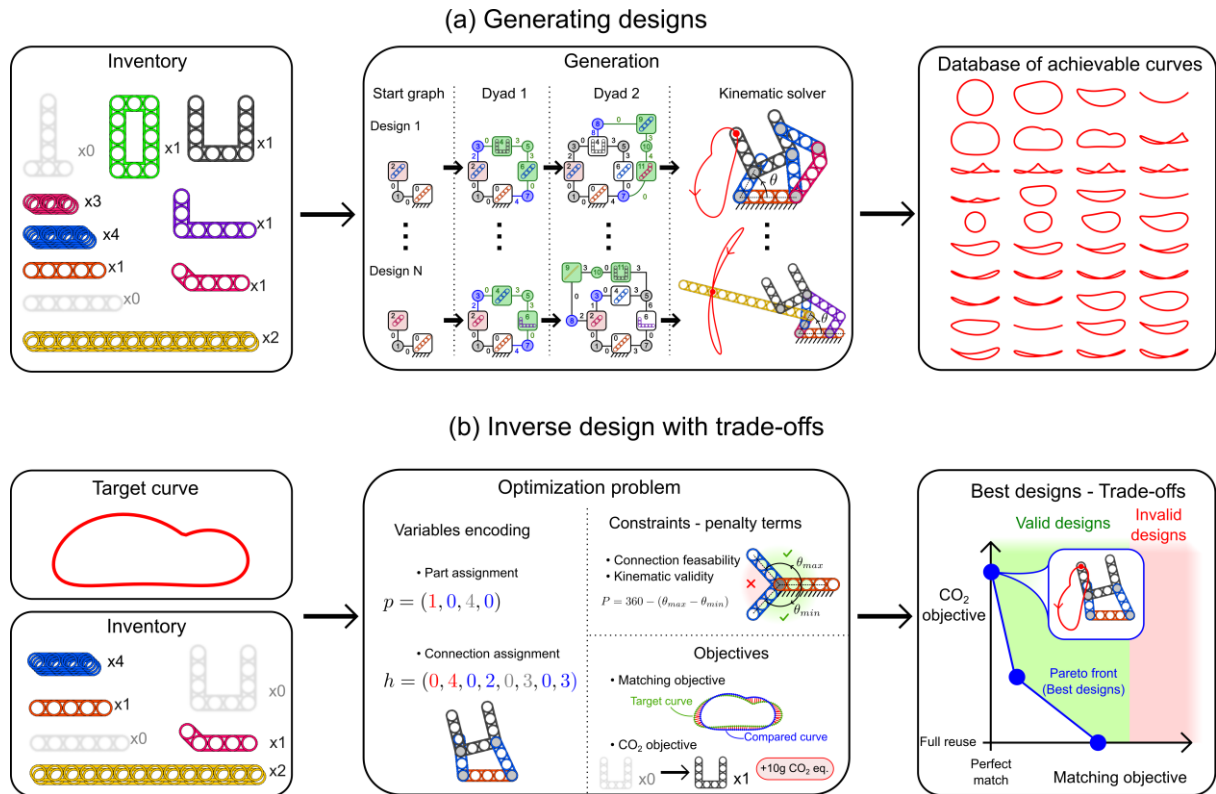 (a) Generating designs
Inventory
x0
x1
x1
x3
x4
x1
x1
x1
x0
x2
Generation
Start graph
Dyad 1
Dyad 2
Kinematic solver
Design 1
θ
Design N
θ
Database of achievable curves
(b) Inverse design with trade-offs
Target curve
Inventory
x4
x0
x1
x0
x1
x2
Optimization problem
Variables encoding
• Part assignment
p = (1, 0, 4, 0)
• Connection assignment
h = (0, 4, 0, 2, 0, 3, 0, 3)
Constraints - penalty terms
• Connection feasability
• Kinematic validity
P = 360 − (θmax − θmin)
θmax
θmin
Objectives
• Matching objective
Target curve
Compared curve
• CO2 objective
x0
x1
+10g CO2 eq.
Best designs - Trade-offs
Valid designs
Invalid
designs
CO2
objective
Pareto front
(Best designs)
Full reuse
Perfect
match
Matching objective